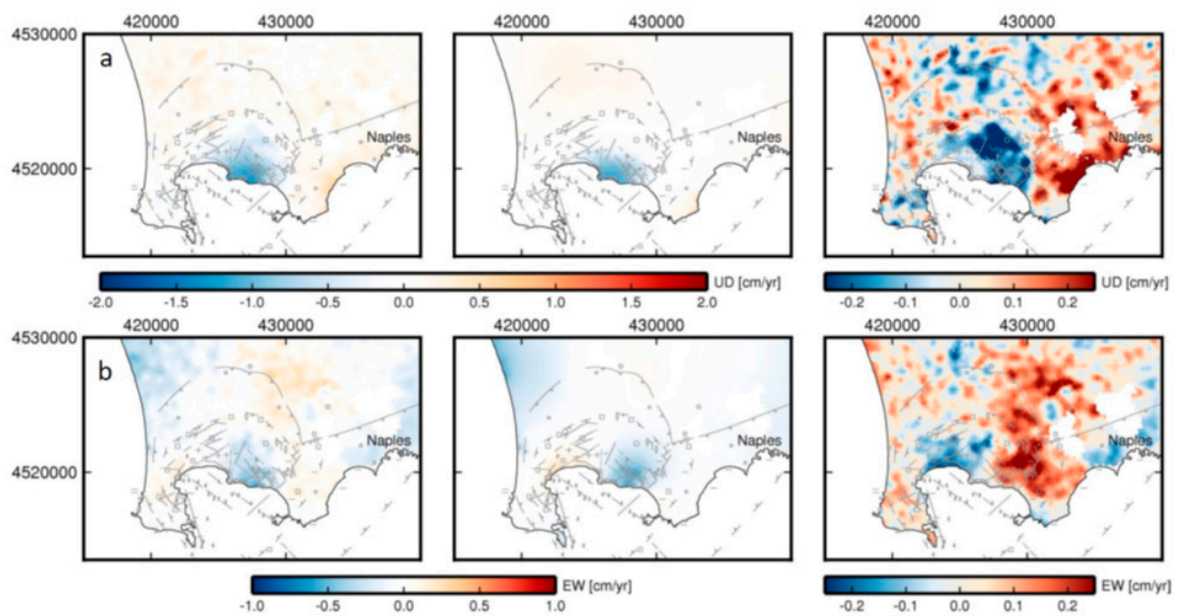 420000 430000 420000 430000 420000 430000
4530000
a
Naples Naples Naples
4520000
UD [cm/yr] UD [cm/yr]
-2.0 -1.5 -1.0 -0.5 0.0 0.5 1.0 1.5 2.0 -0.2 -0.1 0.0 0.1 0.2
420000 430000 420000 430000 420000 430000
4530000
b
Naples Naples Naples
4520000
EW [cm/yr] EW [cm/yr]
-1.0 -0.5 0.0 0.5 1.0 -0.2 -0.1 0.0 0.1 0.2